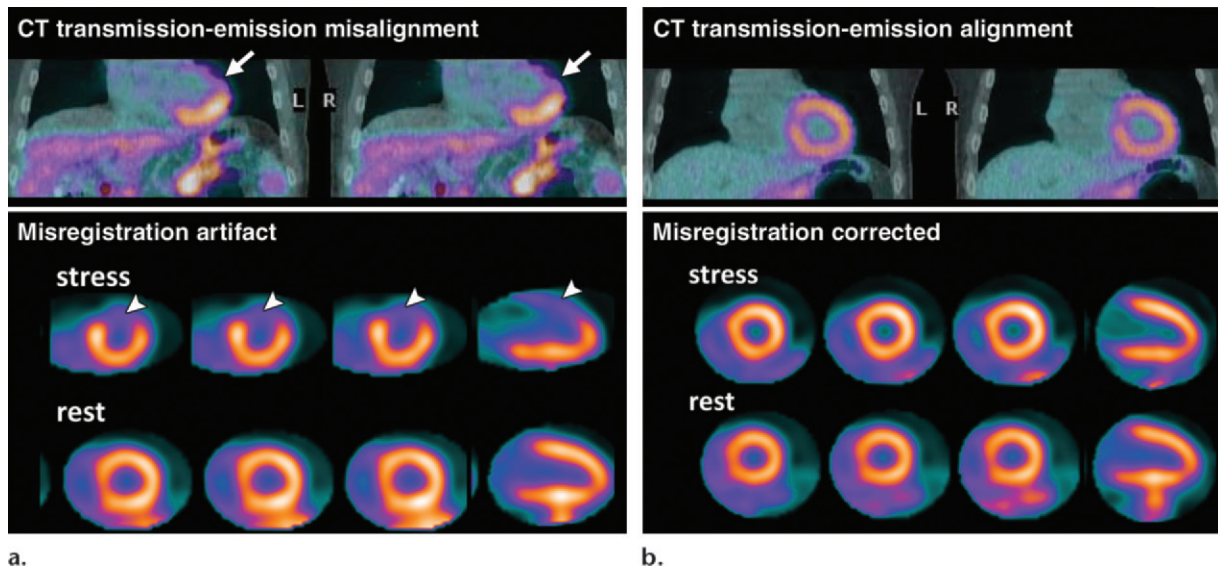 CT transmission-emission misalignment
L R
Misregistration artifact
stress
rest
a.
CT transmission-emission alignment
L R
Misregistration corrected
stress
rest
b.